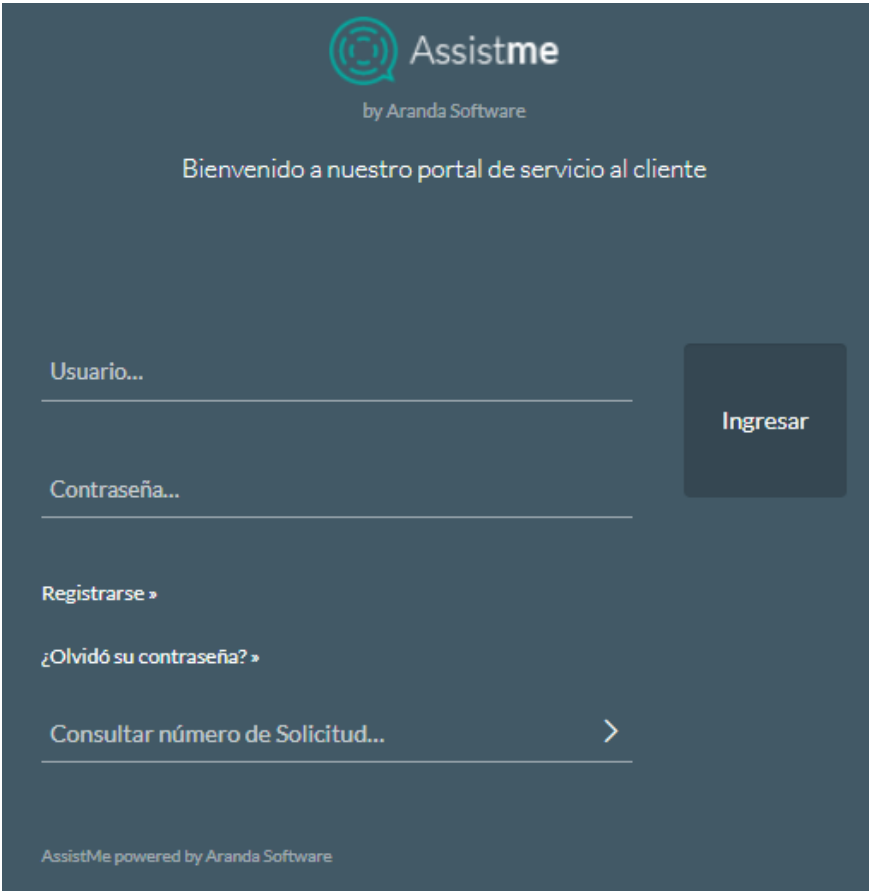 Assistme
by Aranda Software
Bienvenido a nuestro portal de servicio al cliente
Usuario...
Ingresar
Contraseña...
Registrarse »
¿Olvidó su contraseña? »
Consultar número de Solicitud...
AssistMe powered by Aranda Software